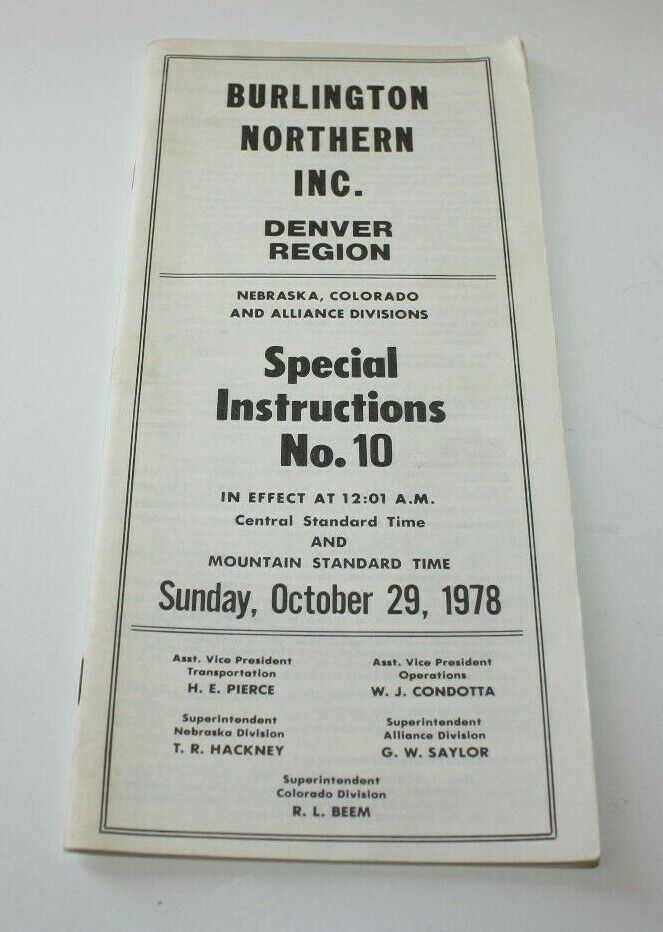 BURLINGTON
NORTHERN
INC.
DENVER
REGION
NEBRASKA, COLORADO
AND ALLIANCE DIVISIONS
Special
Instructions
No. 10
IN EFFECT AT 12:01 A.M.
Central Standard Time
AND
MOUNTAIN STANDARD TIME
Sunday, October 29, 1978
Asst. Vice President
Transportation
H. E. PIERCE
Asst. Vice President
Operations
W. J. CONDOTTA
Superintendent
Nebraska Division
T. R. HACKNEY
Superintendent
Alliance Division
G. W. SAYLOR
Superintendent
Colorado Division
R. L. BEEM